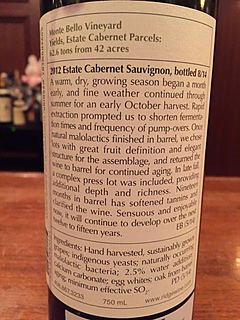 Monte Bello Vineyard
Yields, Estate Cabernet Parcels:
62.6 tons from 42 acres
2012 Estate Cabernet Sauvignon, bottled 8/14
A warm, dry, growing season began a month
early, and fine weather continued through
summer for an early October harvest. Rapid
extraction prompted us to shorten fermenta-
tion times and frequency of pump-overs. Once
natural malolactics finished in barrel, we chose
lots with great fruit definition and elegant
structure for the assemblage, and returned the
wine to barrel for continued aging. In late fall,
a complex press lot was included, providing
additional depth and richness. Nineteen
months in barrel has softened tannins and
clarified the wine. Sensuous and enjoyable
now, it will continue to develop over the next
twelve to fifteen years. EB (5/14)
Ingredients: Hand harvested, sustainably grown
grapes; indigenous yeasts; naturally occurring
malolactic bacteria; 2.5% water addition;
calcium carbonate; egg whites; oak from barrel
aging; minimum effective SO₂.
750 mL